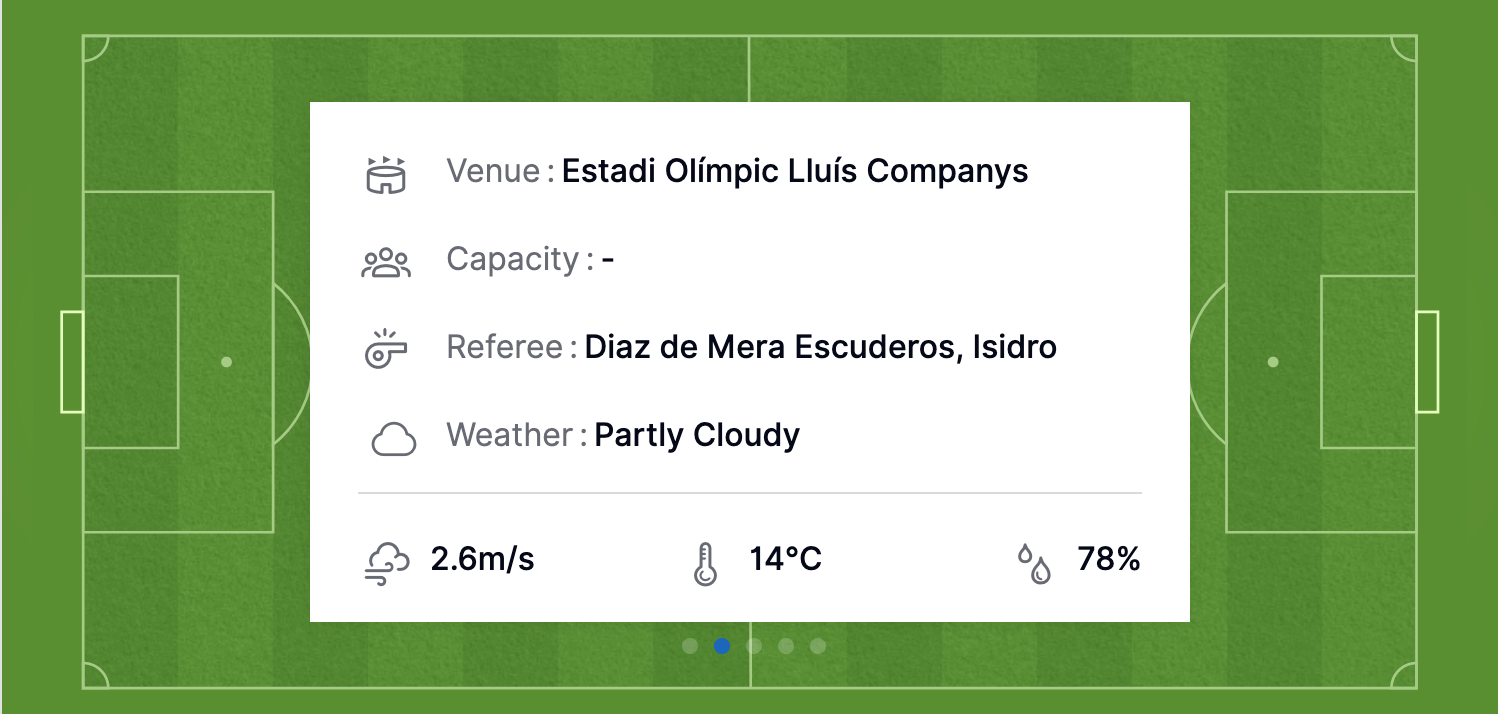 Venue : Estadi Olímpic Lluís Companys
Capacity : -
Referee : Diaz de Mera Escuderos, Isidro
Weather : Partly Cloudy
2.6m/s 14°C 78%